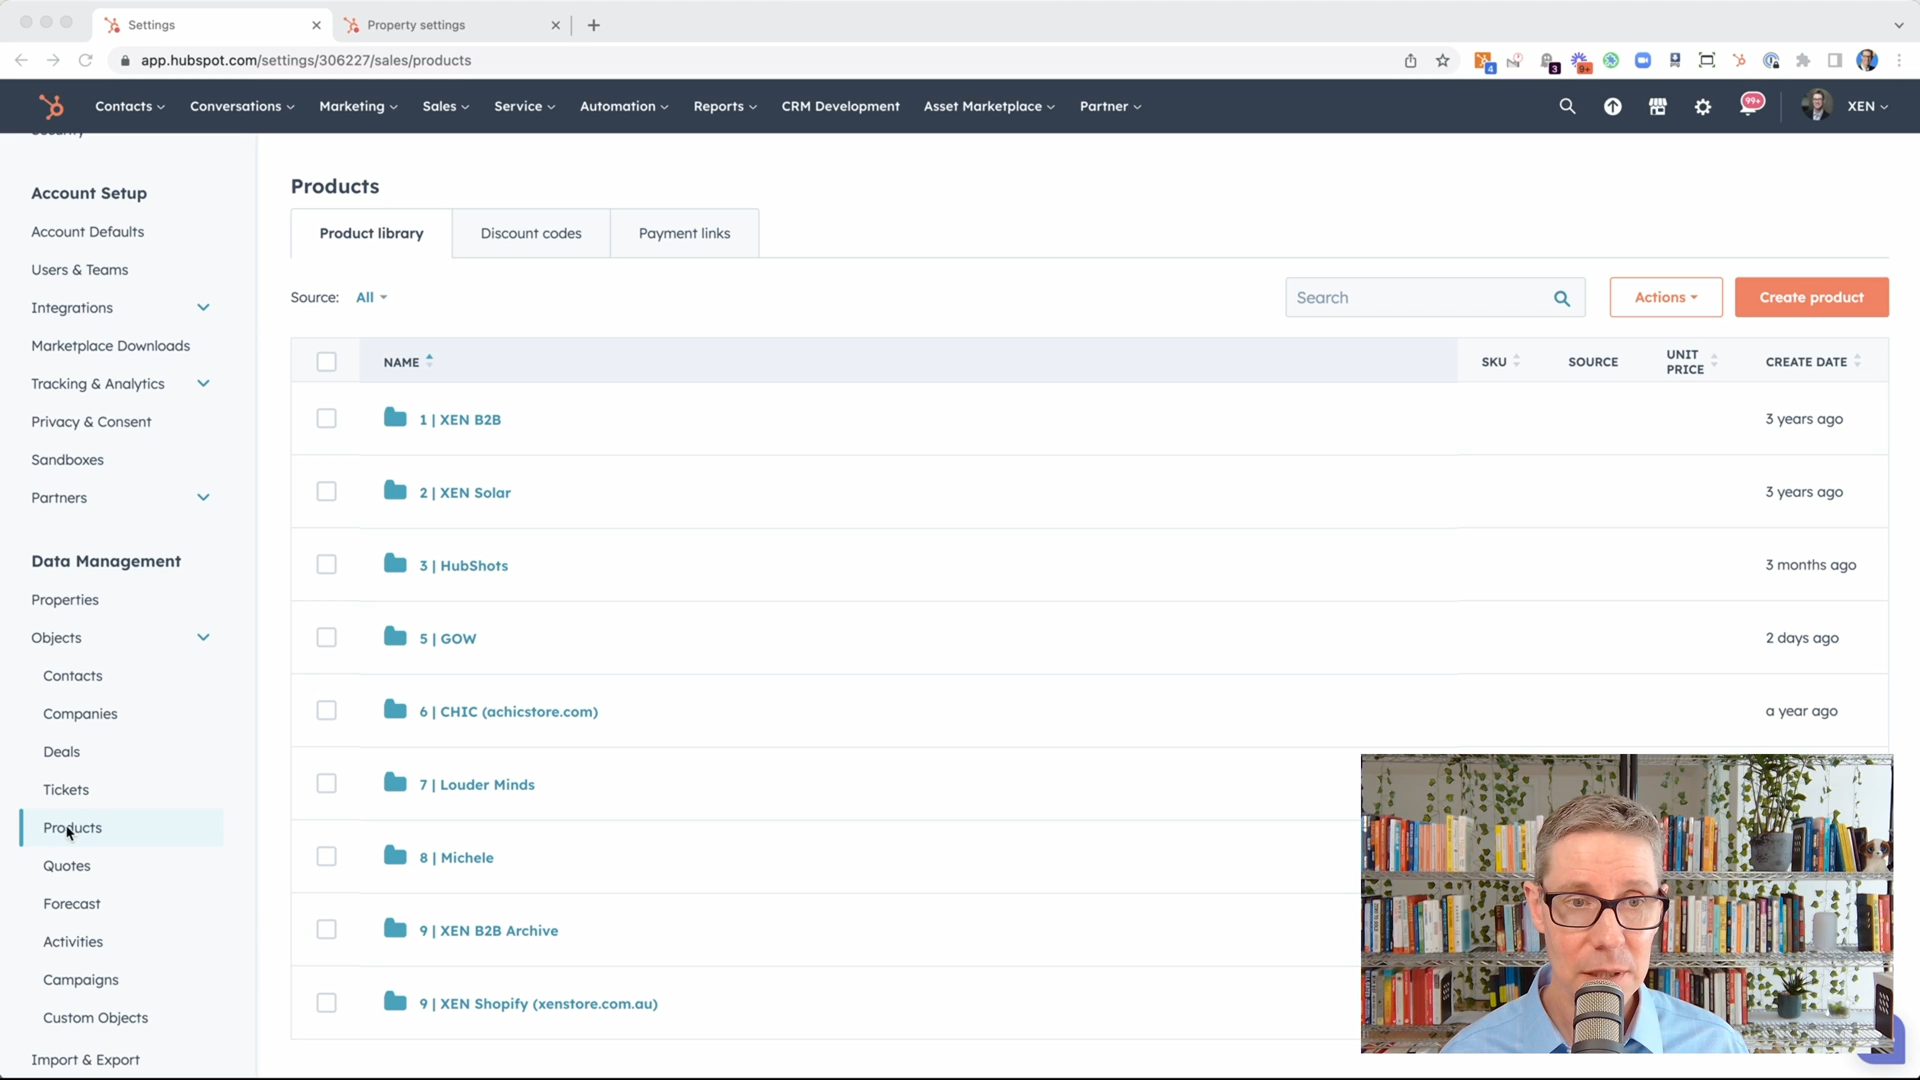 Settings
Property settings
app.hubspot.com/settings/306227/sales/products
4
3
9+
Contacts
Conversations
Marketing
Sales
Service
Automation
Reports
CRM Development
Asset Marketplace
Partner
99+
XEN
Security
Account Setup
Account Defaults
Users & Teams
Integrations
Marketplace Downloads
Tracking & Analytics
Privacy & Consent
Sandboxes
Partners
Data Management
Properties
Objects
Contacts
Companies
Deals
Tickets
Products
Quotes
Forecast
Activities
Campaigns
Custom Objects
Import & Export
Products
Product library
Discount codes
Payment links
Source: All
Search
Actions
Create product
NAME
SKU
SOURCE
UNIT
PRICE
CREATE DATE
1 | XEN B2B
3 years ago
2 | XEN Solar
3 years ago
3 | HubShots
3 months ago
5 | GOW
2 days ago
6 | CHIC (achicstore.com)
a year ago
7 | Louder Minds
8 | Michele
9 | XEN B2B Archive
9 | XEN Shopify (xenstore.com.au)